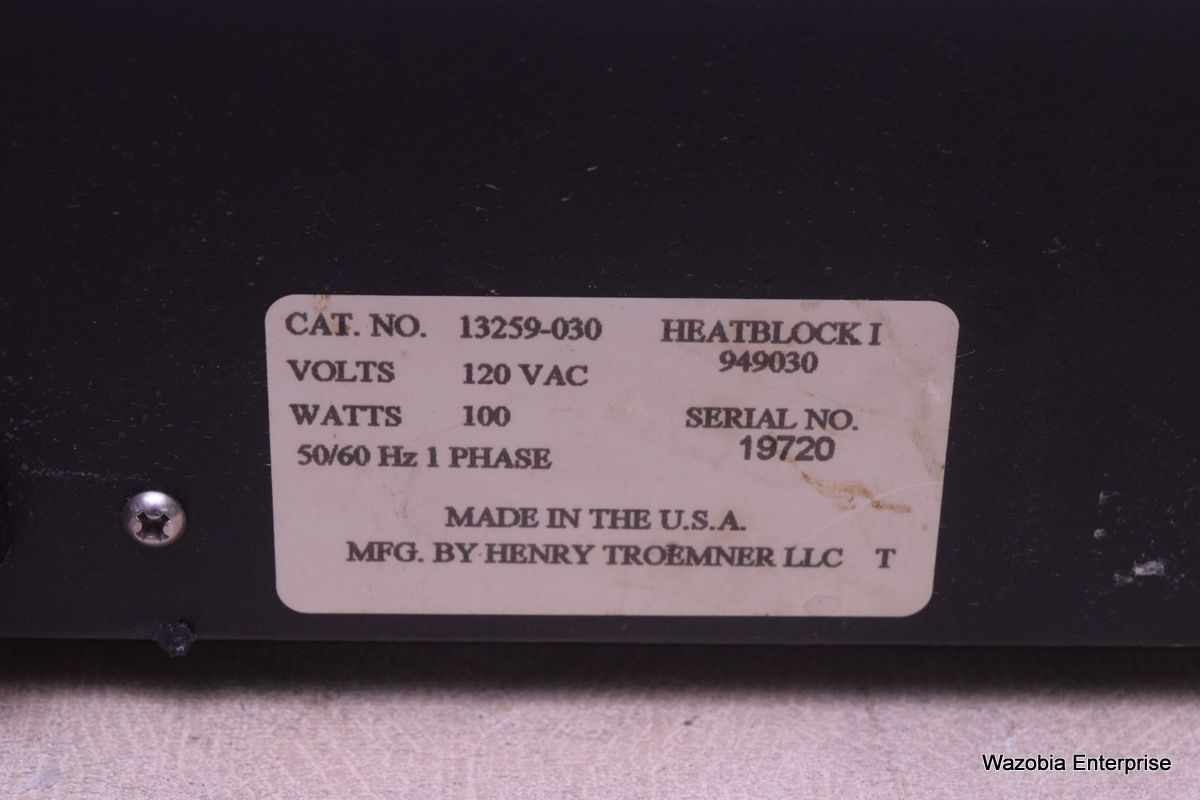 CAT. NO. 13259-030 HEATBLOCK I
949030
VOLTS 120 VAC
WATTS 100 SERIAL NO.
19720
50/60 Hz 1 PHASE
MADE IN THE U.S.A.
MFG. BY HENRY TROEMNER LLC T
Wazobia Enterprise